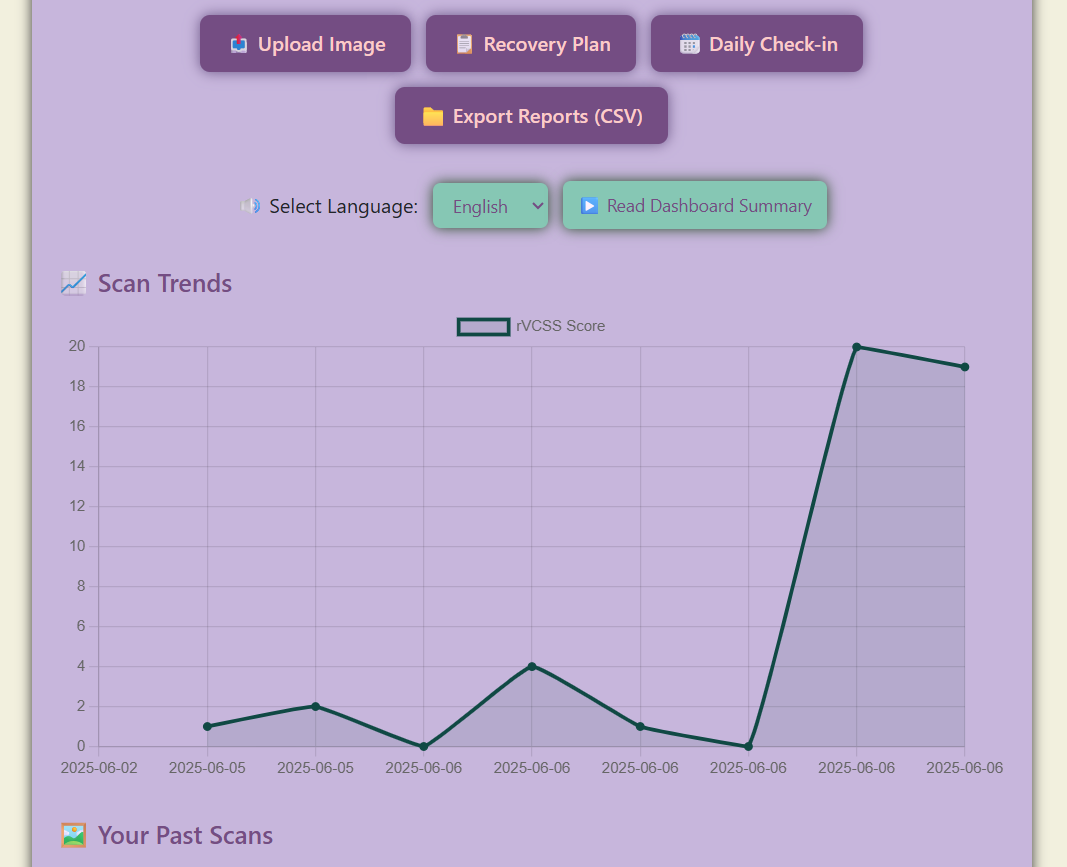 Upload Image
Recovery Plan
Daily Check-in
Export Reports (CSV)
Select Language: English Read Dashboard Summary
Scan Trends
rVCSS Score
20
18
16
14
12
10
8
6
4
2
0
2025-06-02 2025-06-05 2025-06-05 2025-06-06 2025-06-06 2025-06-06 2025-06-06 2025-06-06 2025-06-06
Your Past Scans